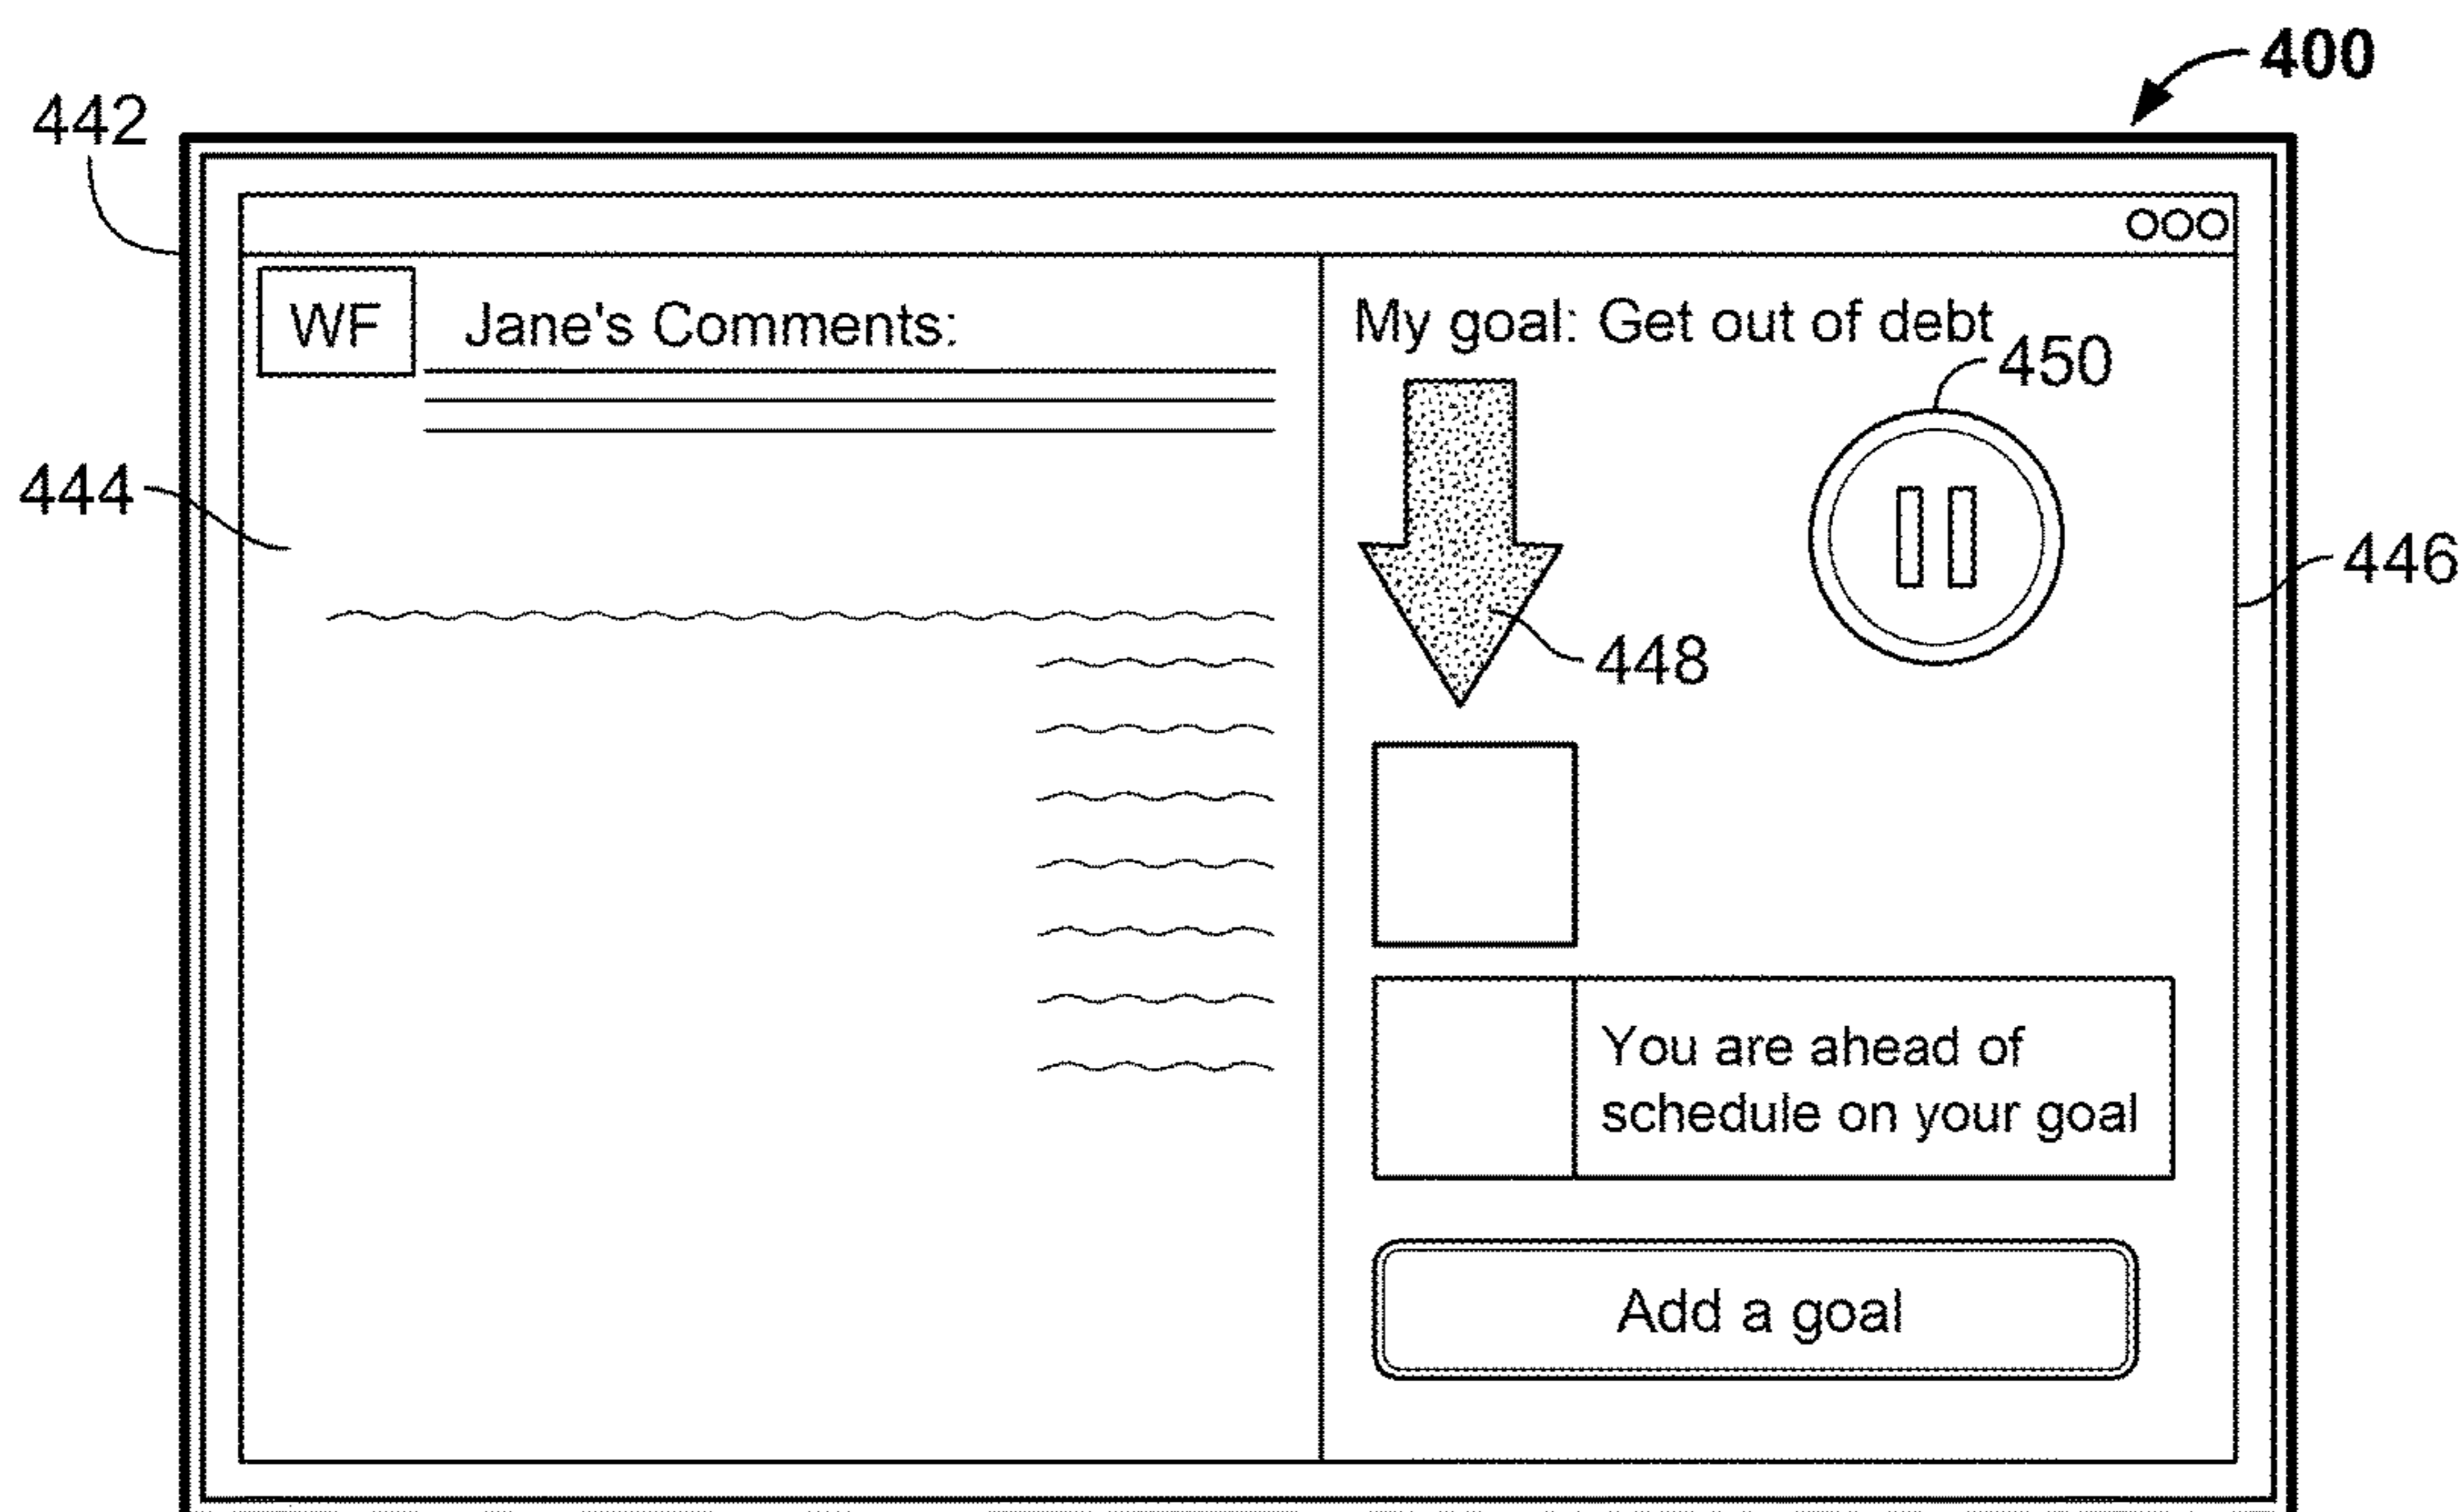 400
442
WF
Jane's Comments:
My goal: Get out of debt
450
444
446
448
You are ahead of
schedule on your goal
Add a goal